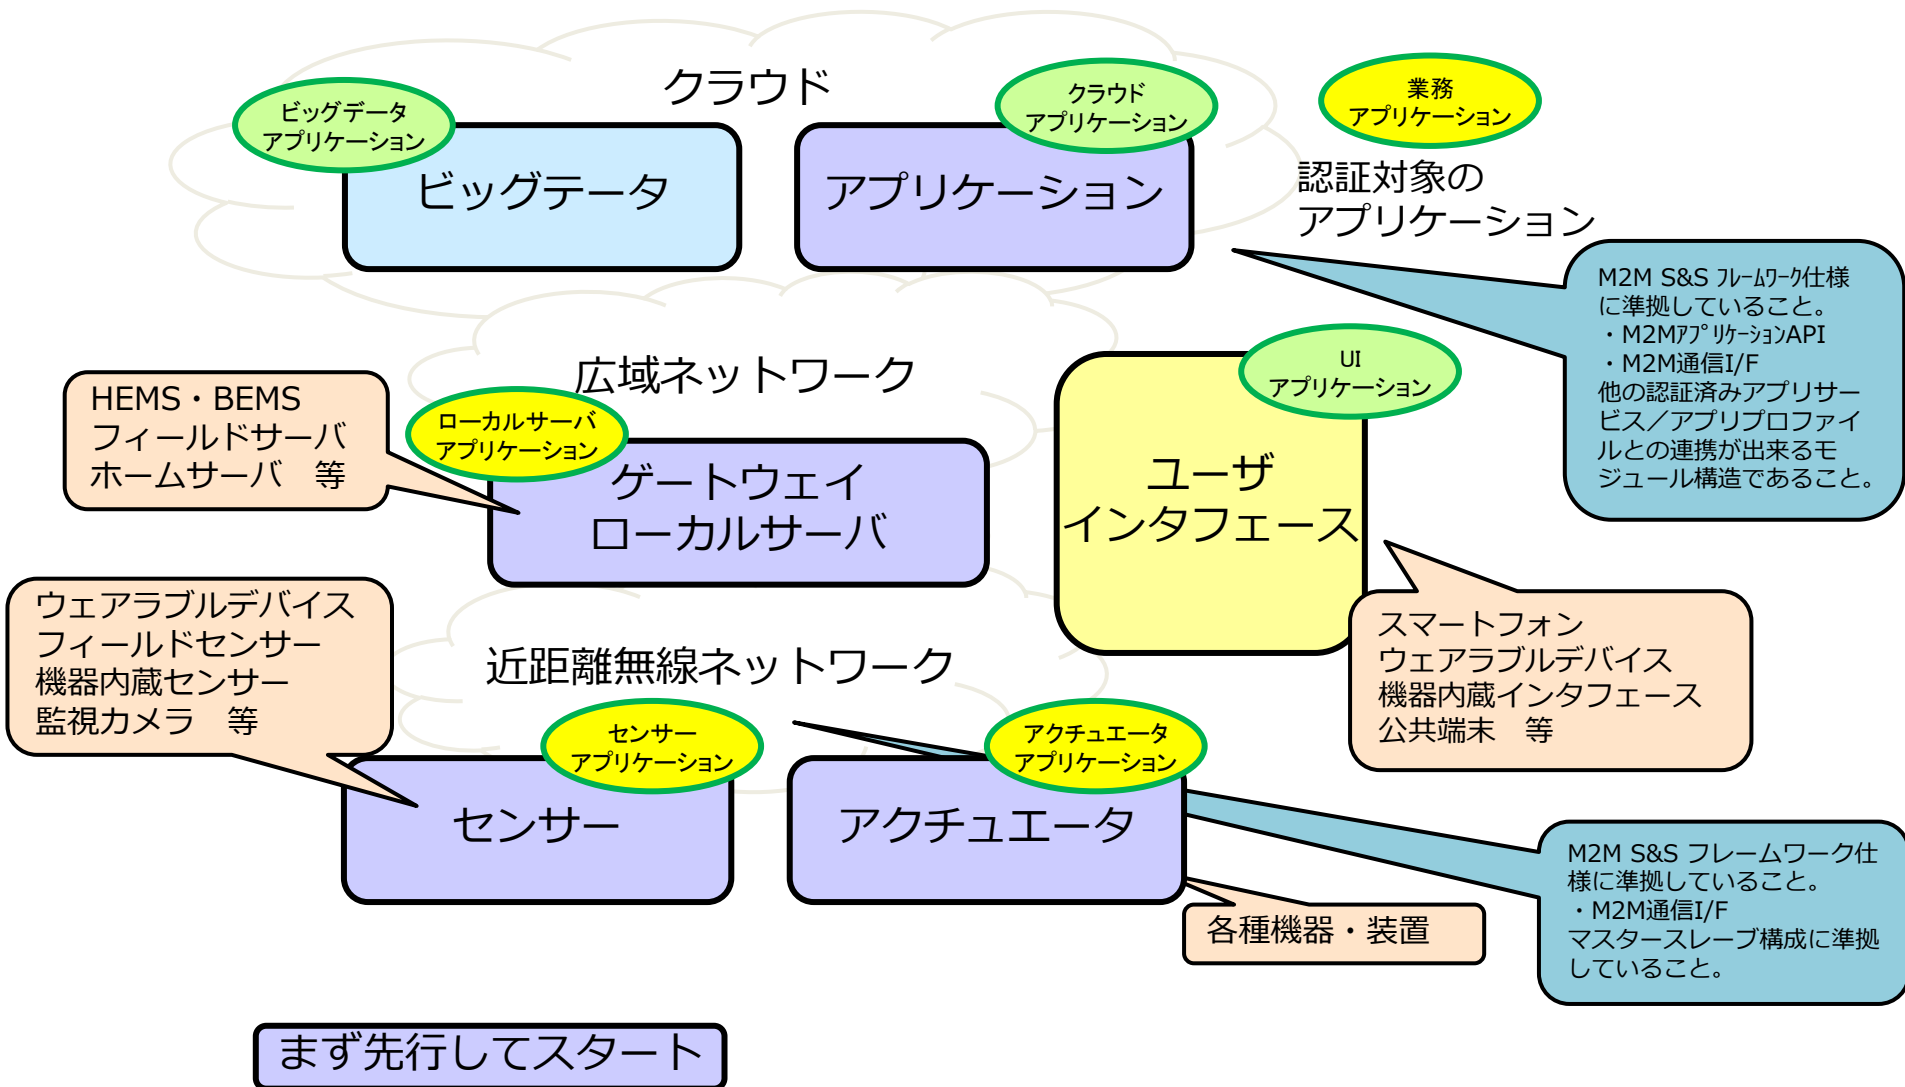 クラウド
ビッグデータ
アプリケーション
クラウド
アプリケーション
業務
アプリケーション
ビッグテータ
アプリケーション
認証対象の
アプリケーション
M2M S&S ﾌﾚｰﾑﾜｰｸ仕様
に準拠していること。
・M2MｱﾌﾟﾘｹｰｼｮﾝAPI
・M2M通信I/F
他の認証済みアプリサー
ビス／アプリプロファイ
ルとの連携が出来るモ
ジュール構造であること。
広域ネットワーク
UI
アプリケーション
HEMS・BEMS
フィールドサーバ
ホームサーバ　等
ローカルサーバ
アプリケーション
ゲートウェイ
ローカルサーバ
ユーザ
インタフェース
ウェアラブルデバイス
フィールドセンサー
機器内蔵センサー
監視カメラ　等
近距離無線ネットワーク
スマートフォン
ウェアラブルデバイス
機器内蔵インタフェース
公共端末　等
センサー
アプリケーション
アクチュエータ
アプリケーション
センサー
アクチュエータ
M2M S&S フレームワーク仕
様に準拠していること。
・M2M通信I/F
マスタースレーブ構成に準拠
していること。
各種機器・装置
まず先行してスタート